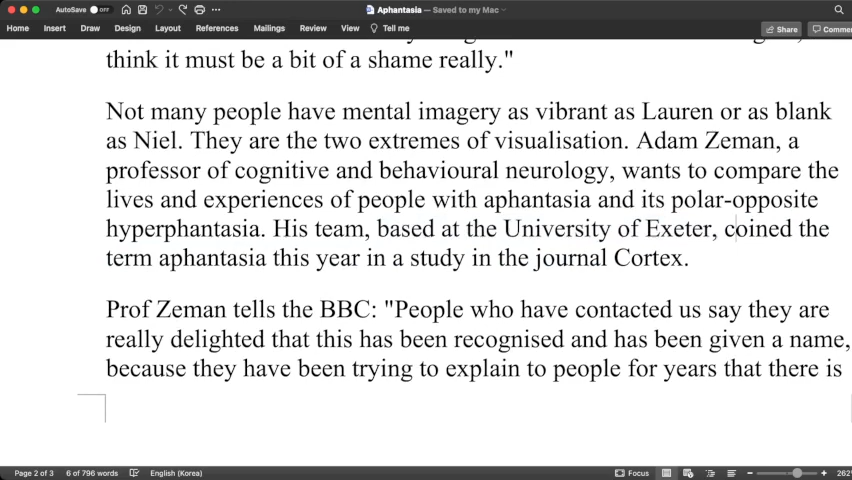 AutoSave OFF
Aphantasia — Saved to my Mac
Home Insert Draw Design Layout References Mailings Review View Tell me Share
think it must be a bit of a shame really."
Not many people have mental imagery as vibrant as Lauren or as blank
as Niel. They are the two extremes of visualisation. Adam Zeman, a
professor of cognitive and behavioural neurology, wants to compare the
lives and experiences of people with aphantasia and its polar-opposite
hyperphantasia. His team, based at the University of Exeter, coined the
term aphantasia this year in a study in the journal Cortex.
Prof Zeman tells the BBC: "People who have contacted us say they are
really delighted that this has been recognised and has been given a name,
because they have been trying to explain to people for years that there is
Page 2 of 3 6 of 796 words English (Korea) Focus